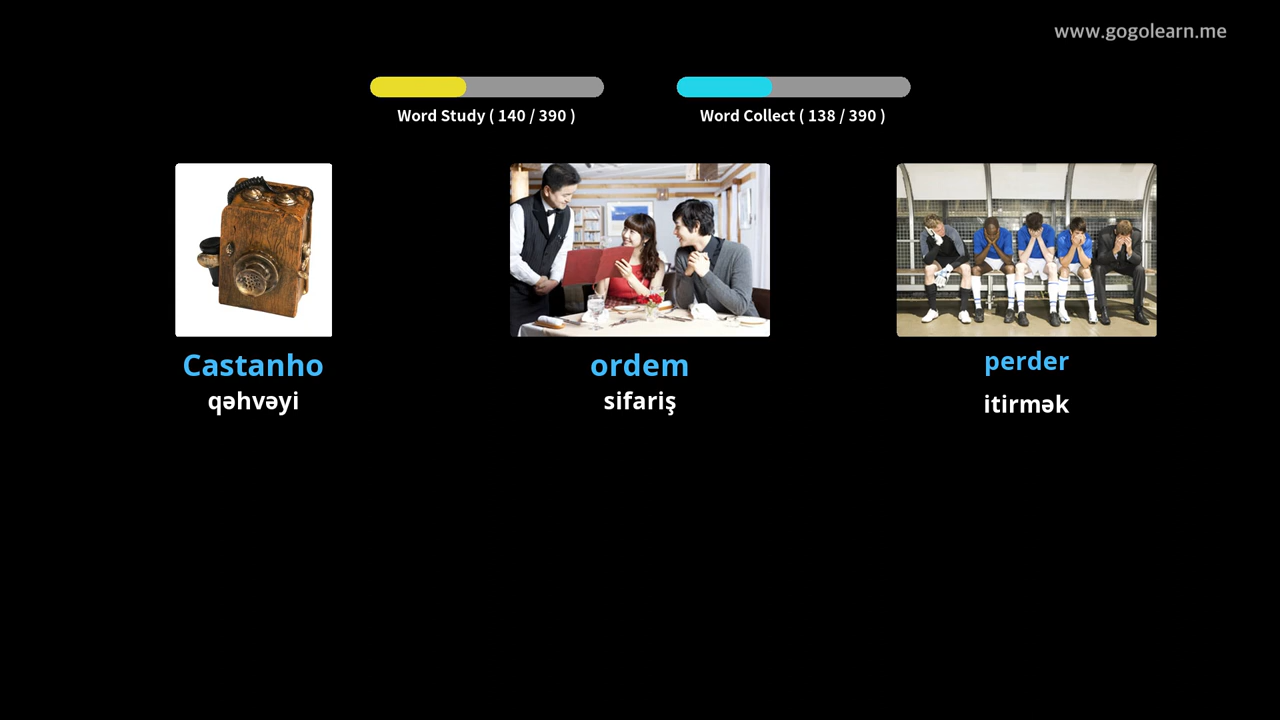 www.gogolearn.me
Word Study ( 140 / 390 )
Word Collect ( 138 / 390 )
Castanho
qəhvəyi
ordem
sifariş
perder
itirmək